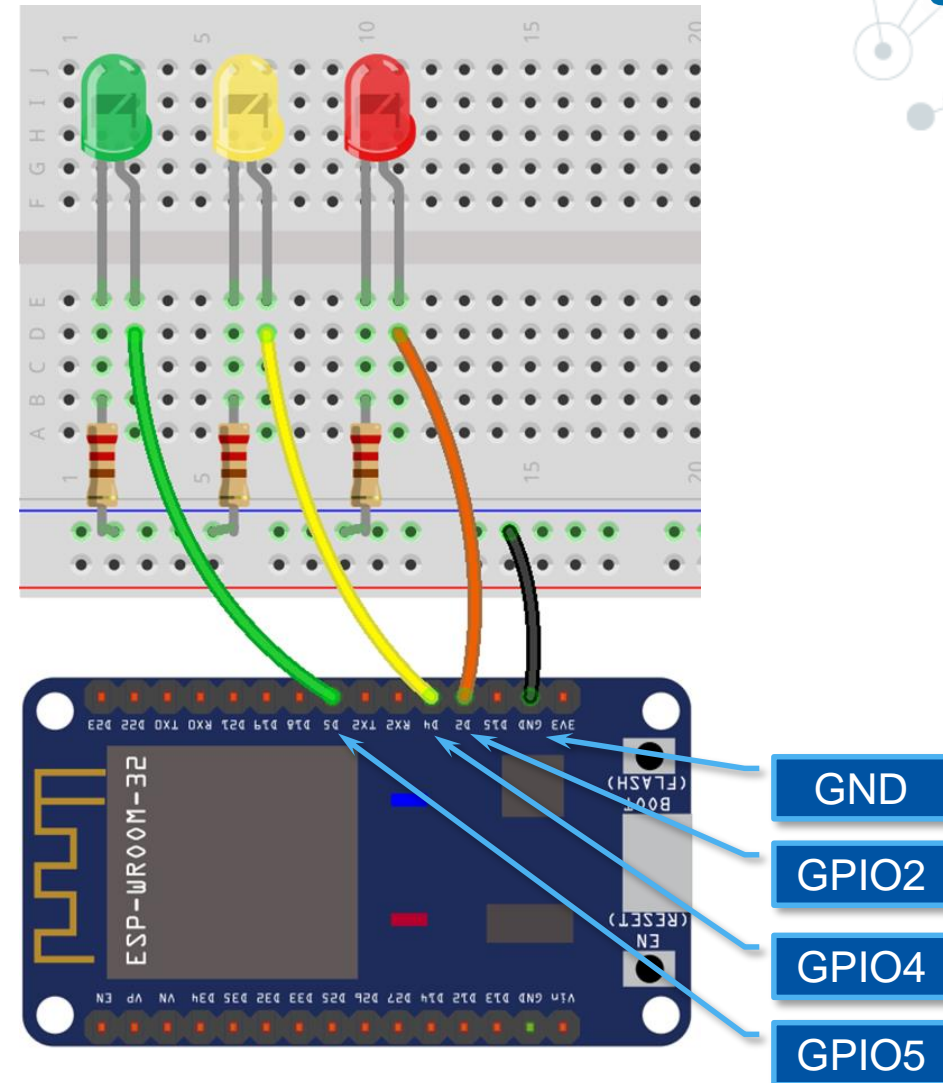 1 5 10 15 20
J
I
H
G
F
E
D
C
B
A
1 5 15 20
D23 D22 TX0 RX0 D21 D19 D18 D5 TX2 RX2 D4 D2 D15 GND 3V3
BOOT
(FLASH)
ESP-WROOM-32
EN
(RESET)
EN VP VN D34 D35 D32 D33 D25 D26 D27 D14 D12 D13 GND Vin
GND
GPIO2
GPIO4
GPIO5